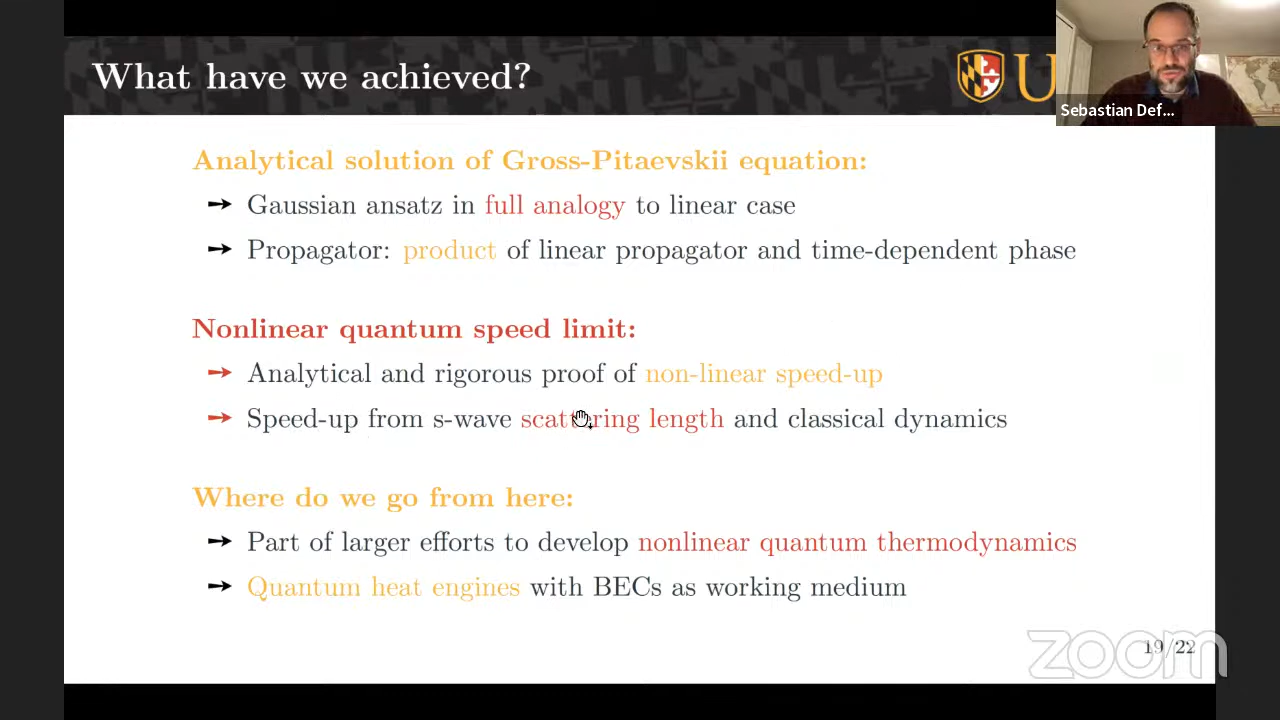 What have we achieved?
U
Sebastian Def...
Analytical solution of Gross-Pitaevskii equation:
➙ Gaussian ansatz in full analogy to linear case
➙ Propagator: product of linear propagator and time-dependent phase
Nonlinear quantum speed limit:
➙ Analytical and rigorous proof of non-linear speed-up
➙ Speed-up from s-wave scattering length and classical dynamics
Where do we go from here:
➙ Part of larger efforts to develop nonlinear quantum thermodynamics
➙ Quantum heat engines with BECs as working medium
zoom
19/22